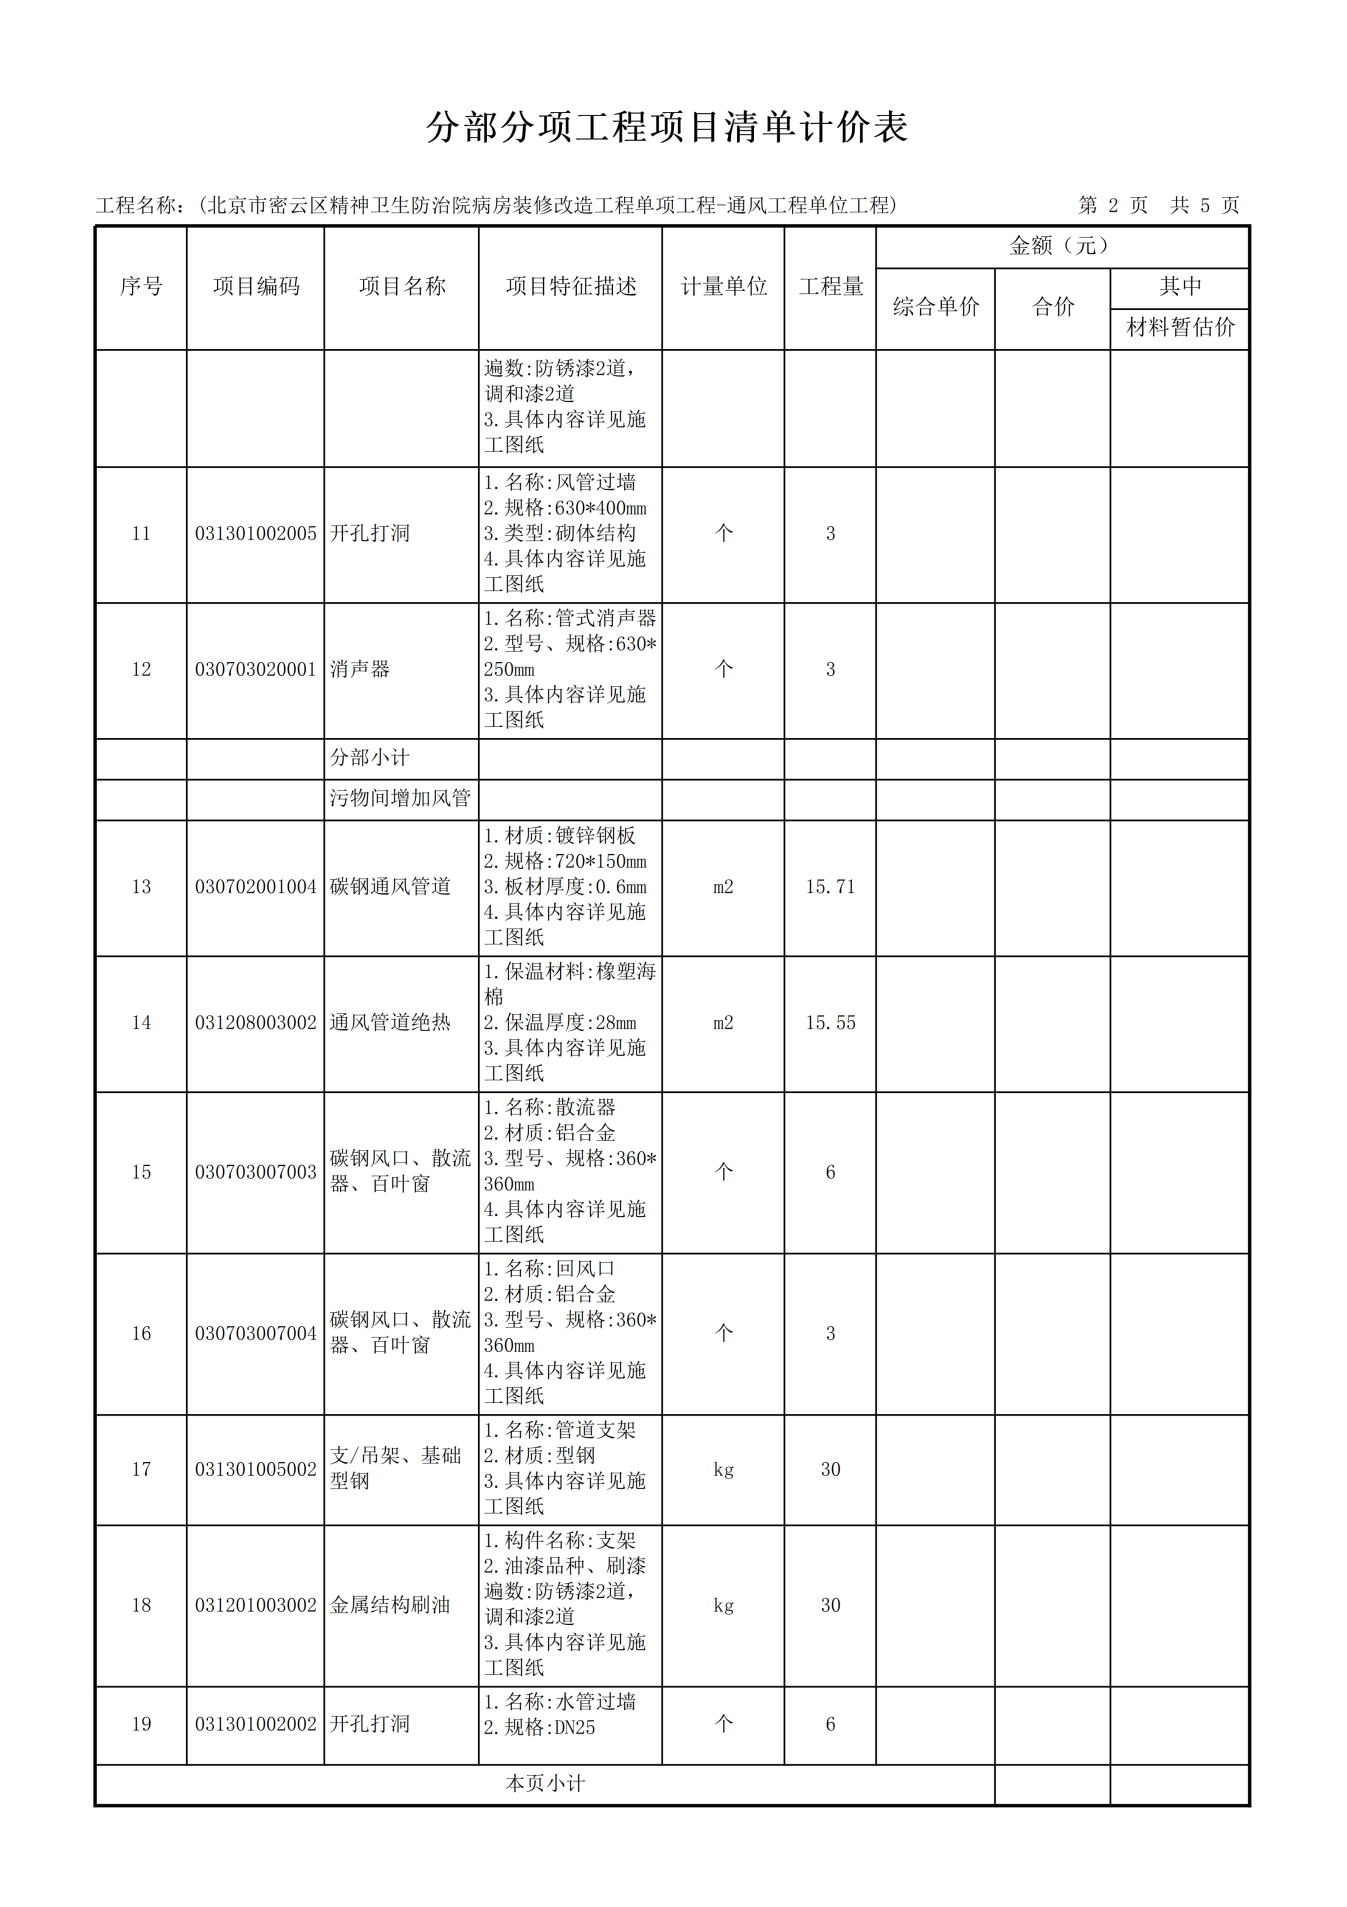 分部分项工程项目清单计价表
工程名称：(北京市密云区精神卫生防治院病房装修改造工程单项工程-通风工程单位工程) 第 2 页 共 5 页
序号 项目编码 项目名称 项目特征描述 计量单位 工程量 金额（元）
综合单价 合价 其中
材料暂估价
遍数:防锈漆2道，
调和漆2道
3.具体内容详见施
工图纸
11 031301002005 开孔打洞
1.名称:风管过墙
2.规格:630*400mm
3.类型:砌体结构
4.具体内容详见施
工图纸
个 3
12 030703020001 消声器
1.名称:管式消声器
2.型号、规格:630*
250mm
3.具体内容详见施
工图纸
个 3
分部小计
污物间增加风管
13 030702001004 碳钢通风管道
1.材质:镀锌钢板
2.规格:720*150mm
3.板材厚度:0.6mm
4.具体内容详见施
工图纸
m2 15.71
14 031208003002 通风管道绝热
1.保温材料:橡塑海
棉
2.保温厚度:28mm
3.具体内容详见施
工图纸
m2 15.55
15 030703007003 碳钢风口、散流
器、百叶窗
1.名称:散流器
2.材质:铝合金
3.型号、规格:360*
360mm
4.具体内容详见施
工图纸
个 6
16 030703007004 碳钢风口、散流
器、百叶窗
1.名称:回风口
2.材质:铝合金
3.型号、规格:360*
360mm
4.具体内容详见施
工图纸
个 3
17 031301005002 支/吊架、基础
型钢
1.名称:管道支架
2.材质:型钢
3.具体内容详见施
工图纸
kg 30
18 031201003002 金属结构刷油
1.构件名称:支架
2.油漆品种、刷漆
遍数:防锈漆2道，
调和漆2道
3.具体内容详见施
工图纸
kg 30
19 031301002002 开孔打洞
1.名称:水管过墙
2.规格:DN25
个 6
本页小计